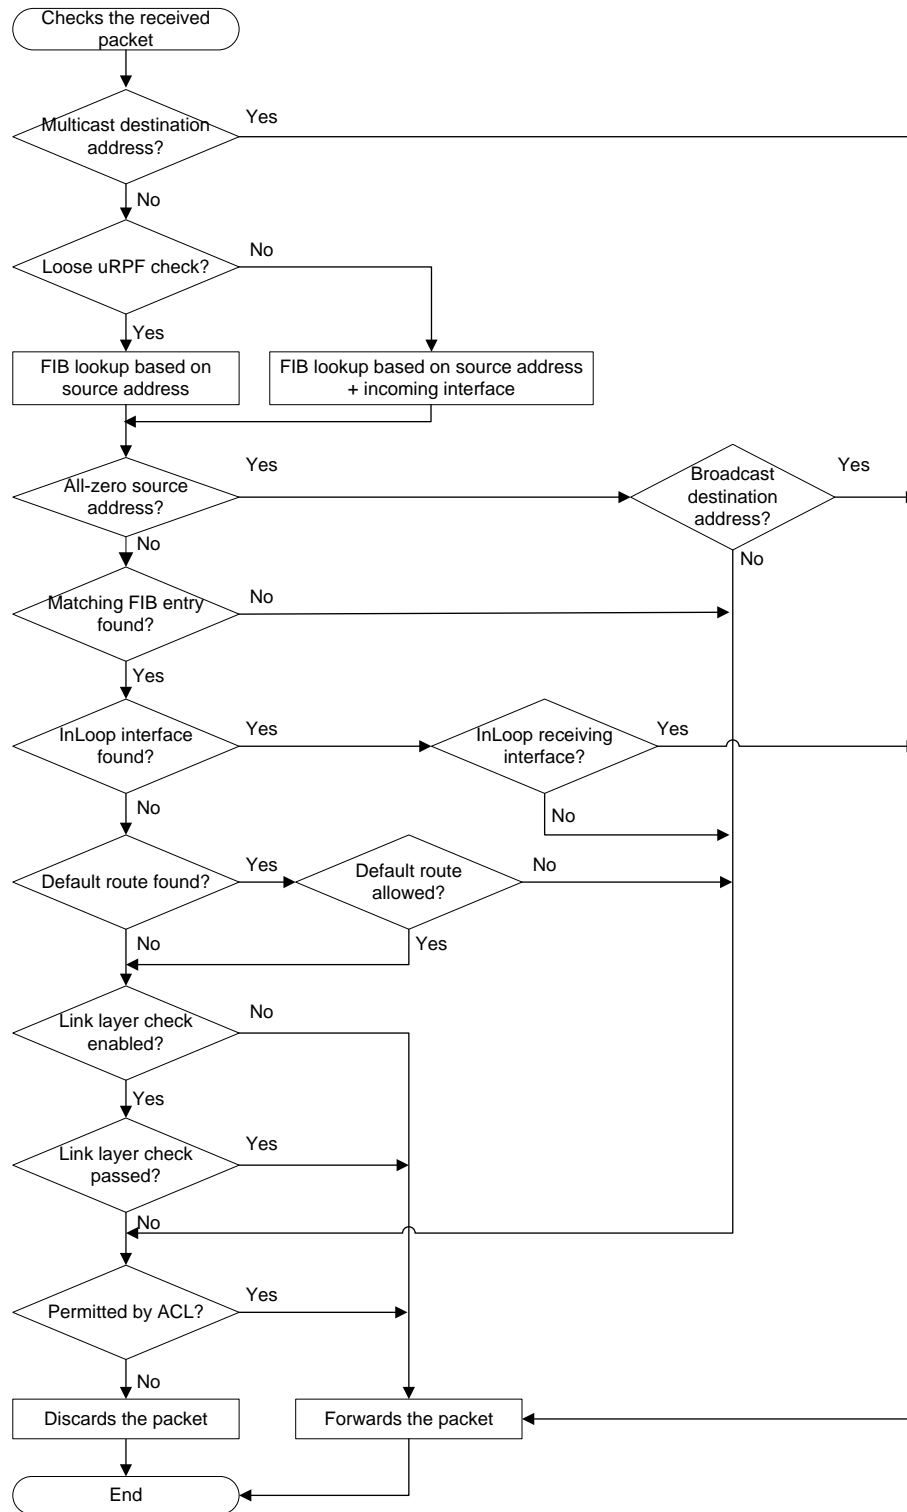 Checks the received
packet
Yes
Multicast destination
address?
No
No
Loose uRPF check?
Yes
FIB lookup based on
source address
FIB lookup based on source address
+ incoming interface
Yes
All-zero source
address?
Broadcast
destination
address?
Yes
No
No
No
Matching FIB entry
found?
Yes
Yes
InLoop interface
found?
InLoop receiving
interface?
Yes
No
No
Yes
Default route found?
Default route
allowed?
No
No
Yes
No
Link layer check
enabled?
Yes
Yes
Link layer check
passed?
No
Yes
Permitted by ACL?
No
Discards the packet
Forwards the packet
End